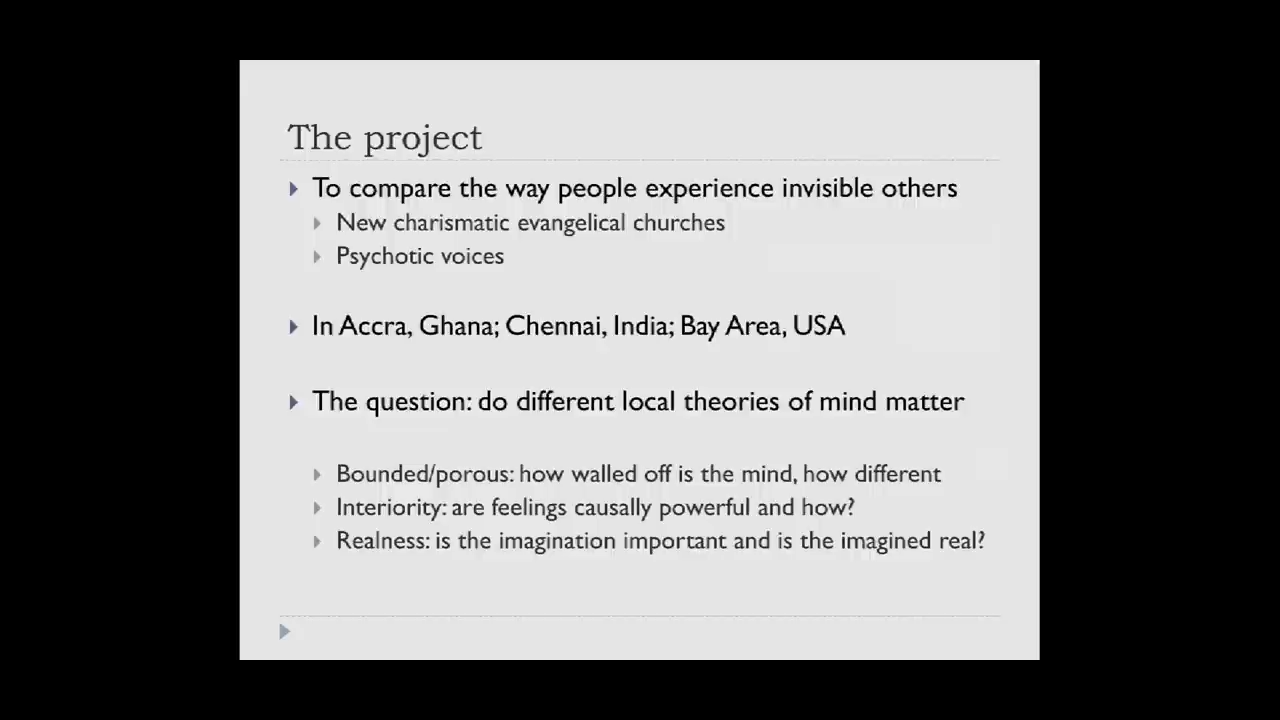 The project
To compare the way people experience invisible others
New charismatic evangelical churches
Psychotic voices
In Accra, Ghana; Chennai, India; Bay Area, USA
The question: do different local theories of mind matter
Bounded/porous: how walled off is the mind, how different
Interiority: are feelings causally powerful and how?
Realness: is the imagination important and is the imagined real?